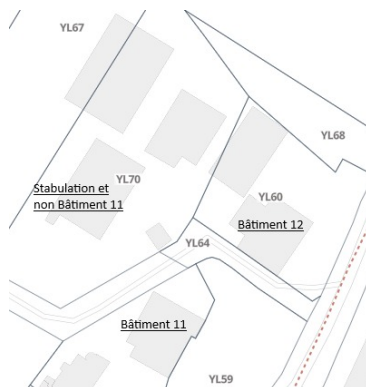 YL67
YL68
Stabulation et
non Bâtiment 11
YL70
YL60
Bâtiment 12
YL64
Bâtiment 11
YL59